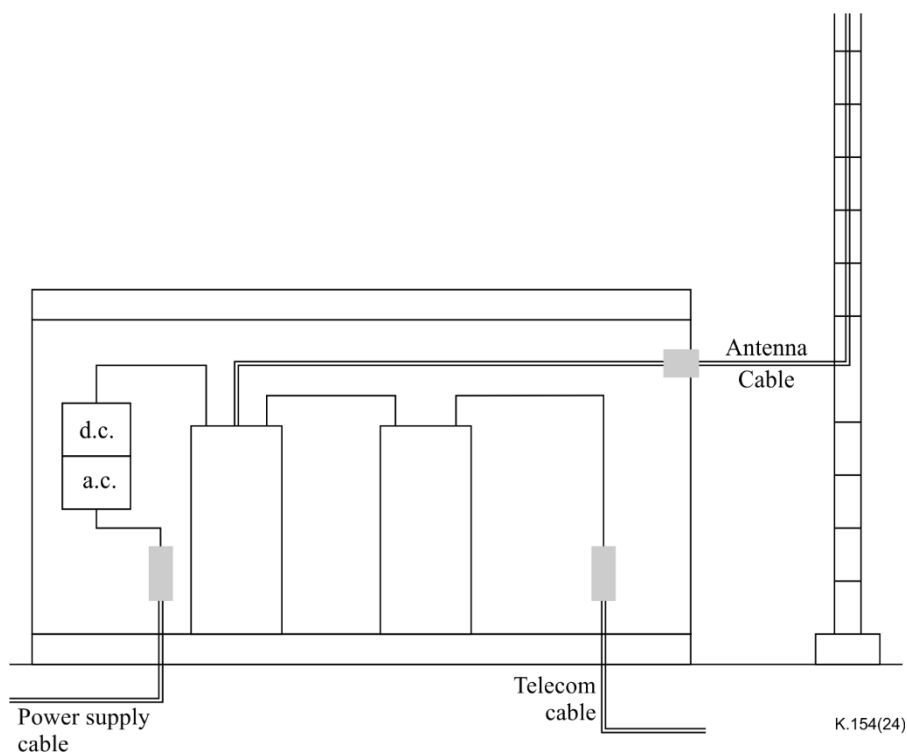 Antenna
Cable
d.c.
a.c.
Telecom
cable
Power supply
cable
K.154(24)